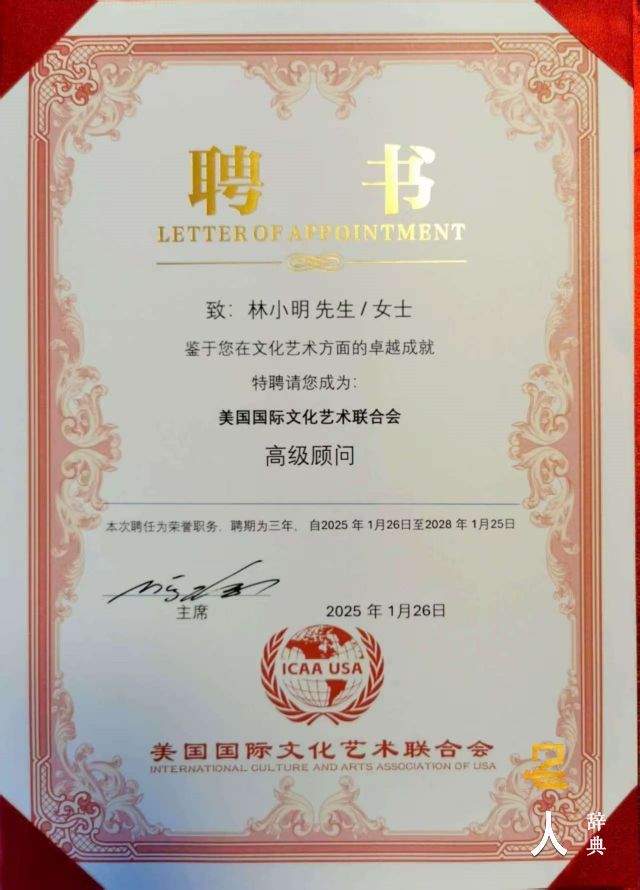 聘 书
LETTER OF APPOINTMENT
致：林小明 先生 / 女士
鉴于您在文化艺术方面的卓越成就
特聘请您成为：
美国国际文化艺术联合会
高级顾问
本次聘任为荣誉职务，聘期为三年， 自2025 年 1月26日至2028 年 1月25日
主席
2025 年 1月26日
ICAA USA
美国国际文化艺术联合会
INTERNATIONAL CULTURE AND ARTS ASSOCIATION OF USA
人 辞典